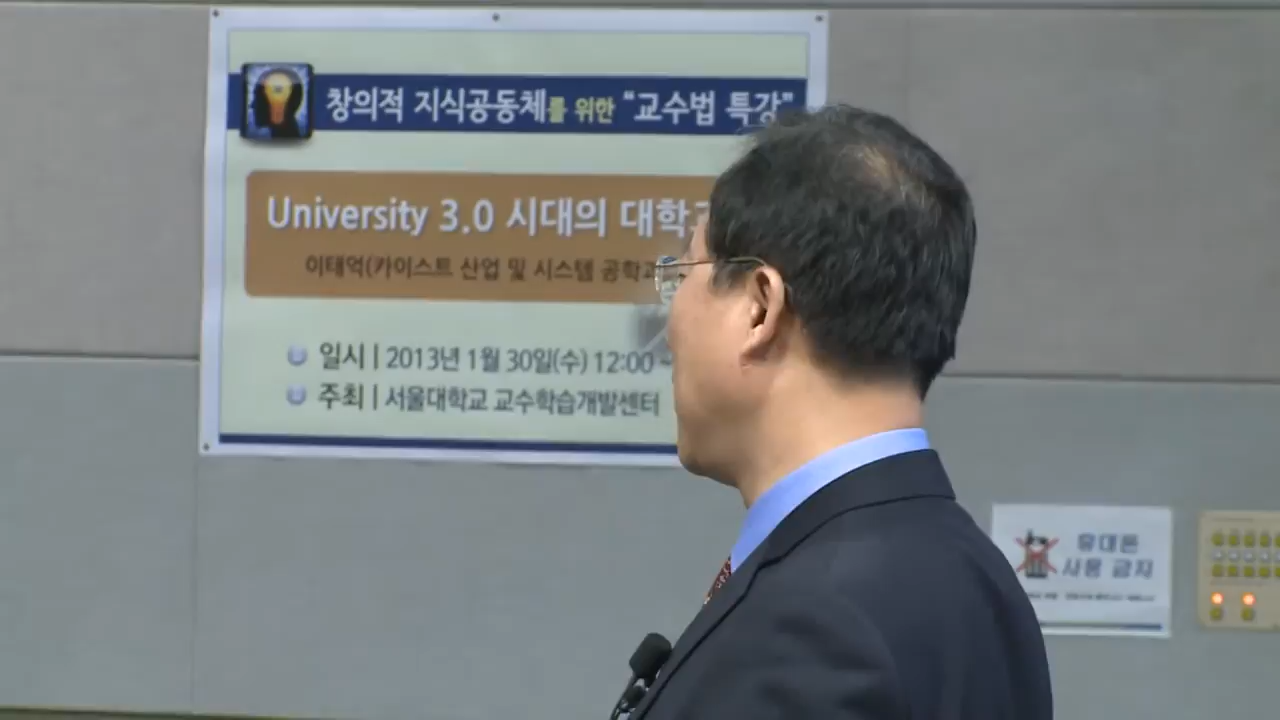 창의적 지식공동체를 위한 "교수법 특강"
University 3.0 시대의 대학
이태억(카이스트 산업 및 시스템 공학과
일시 | 2013년 1월 30일(수) 12:00 ~
주최 | 서울대학교 교수학습개발센터
휴대폰
사용 금지